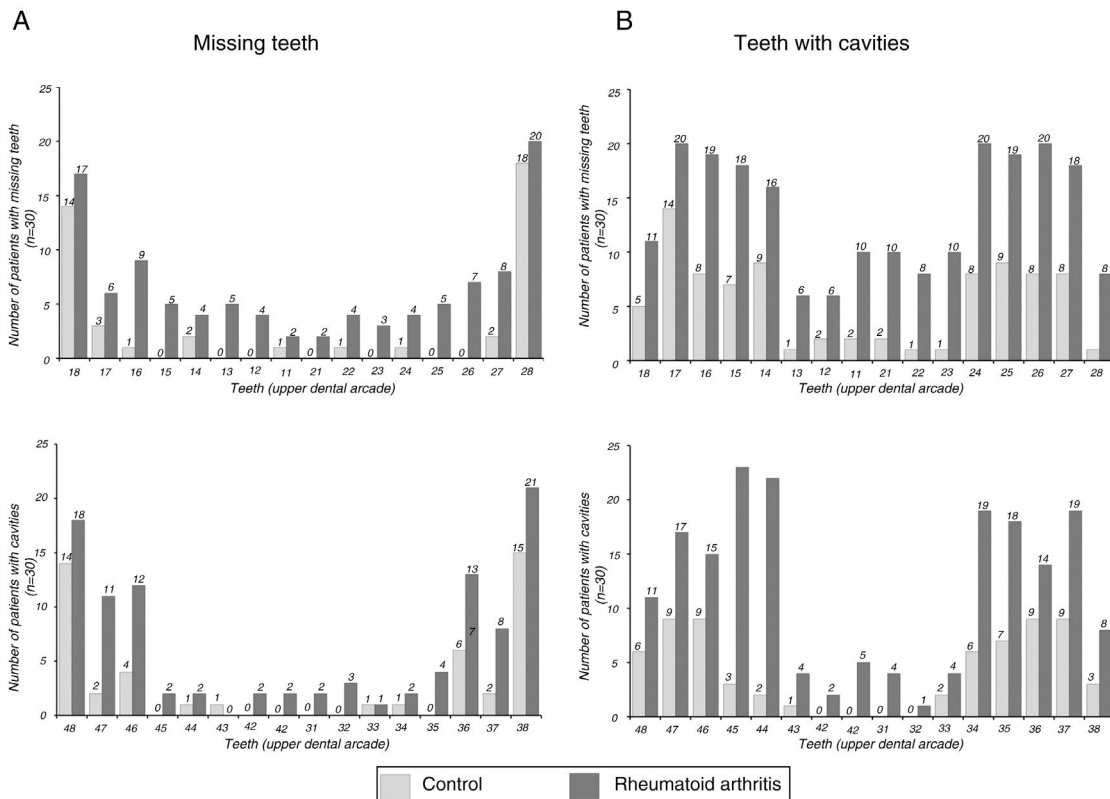 A
Missing teeth
Number of patients with missing teeth
(n=30)
25
20
15
10
5
0
14 17 3 6 1 9 0 5 2 4 0 5 0 4 1 2 0 2 1 4 0 3 1 4 0 5 0 7 2 8 18 20
18 17 16 15 14 13 12 11 21 22 23 24 25 26 27 28
Teeth (upper dental arcade)
B
Teeth with cavities
Number of patients with missing teeth
(n=30)
25
20
15
10
5
0
5 11 14 20 8 19 7 18 9 16 1 6 2 6 2 10 2 10 1 8 1 10 8 20 9 19 8 20 8 18 8
18 17 16 15 14 13 12 11 21 22 23 24 25 26 27 28
Teeth (upper dental arcade)
Number of patients with cavities
(n=30)
25
20
15
10
5
0
14 18 2 11 4 12 0 2 1 2 1 0 2 0 2 0 2 0 3 1 1 1 2 0 4 6 13 7 2 8 15 21
48 47 46 45 44 43 42 42 31 32 33 34 35 36 37 38
Teeth (upper dental arcade)
Number of patients with cavities
(n=30)
25
20
15
10
5
0
6 11 9 17 9 15 3 2 1 4 0 2 0 5 0 4 0 1 2 4 6 19 7 18 9 14 9 19 3 8
48 47 46 45 44 43 42 42 31 32 33 34 35 36 37 38
Teeth (upper dental arcade)
Control
Rheumatoid arthritis